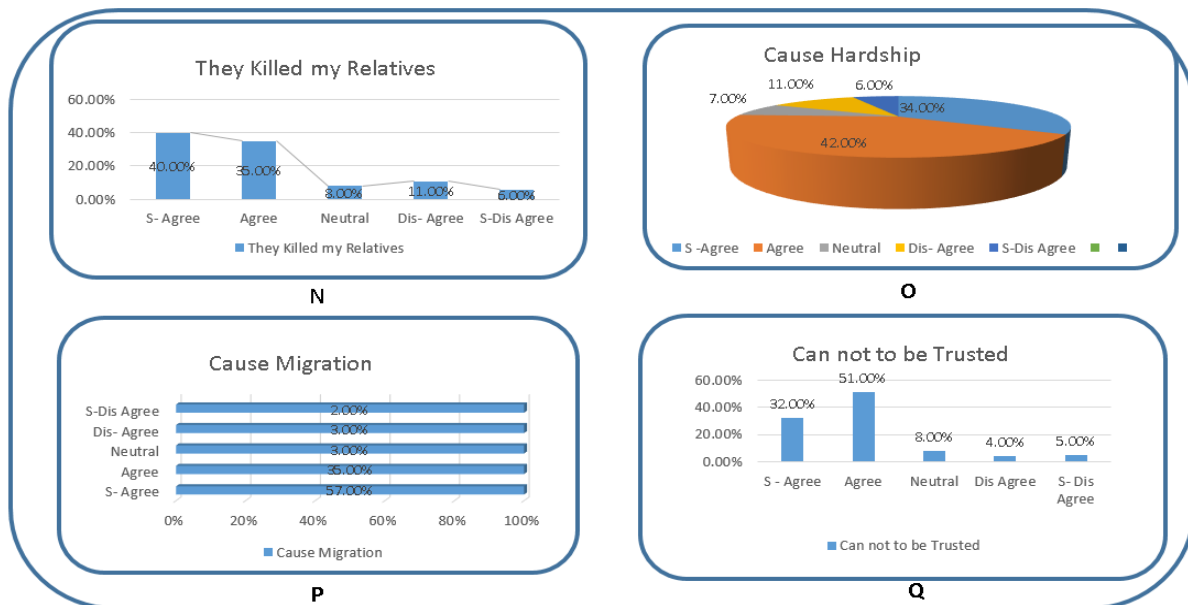 They Killed my Relatives
60.00%
40.00%
20.00%
0.00%
40.00%
35.00%
8.00%
11.00%
6.00%
S- Agree Agree Neutral Dis- Agree S-Dis Agree
They Killed my Relatives
N
Cause Hardship
7.00%
11.00%
6.00%
34.00%
42.00%
S -Agree Agree Neutral Dis- Agree S-Dis Agree
O
Cause Migration
S-Dis Agree 2.00%
Dis- Agree 3.00%
Neutral 3.00%
Agree 35.00%
S- Agree 57.00%
0% 20% 40% 60% 80% 100%
Cause Migration
P
Can not to be Trusted
60.00%
40.00%
20.00%
0.00%
32.00%
51.00%
8.00%
4.00%
5.00%
S - Agree Agree Neutral Dis Agree S- Dis
Agree
Can not to be Trusted
Q